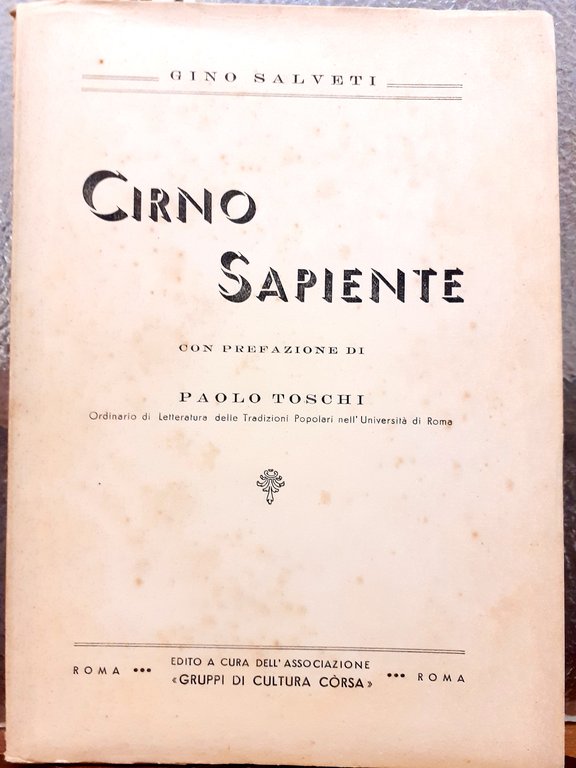 GINO SALVETI
CIRNO
SAPIENTE
CON PREFAZIONE DI
PAOLO TOSCHI
Ordinario di Letteratura delle Tradizioni Popolari nell'Università di Roma
EDITO A CURA DELL'ASSOCIAZIONE
ROMA ••• «GRUPPI DI CULTURA CÒRSA» ••• ROMA